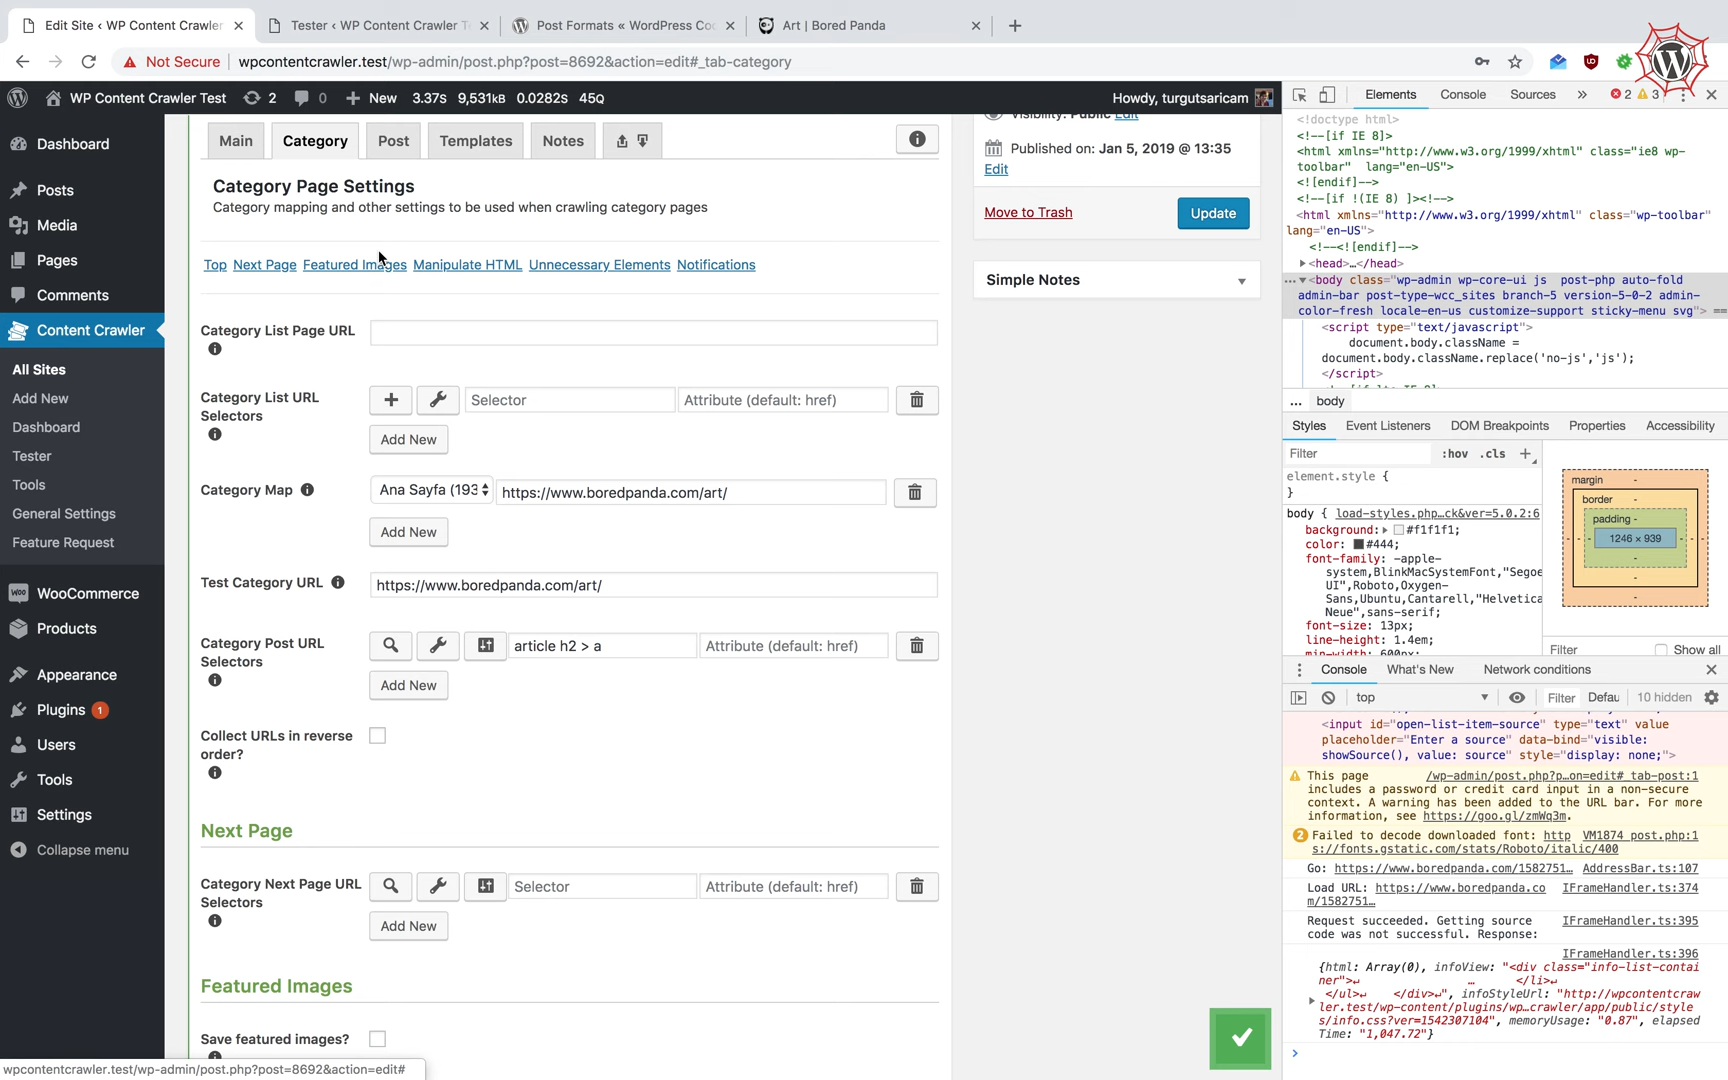 Edit Site ‹ WP Content Crawler
Tester ‹ WP Content Crawler T
Post Formats « WordPress Co
Art | Bored Panda
Not Secure
wpcontentcrawler.test/wp-admin/post.php?post=8692&action=edit#_tab-category
WP Content Crawler Test
2
0
New
3.37s 9,531kB 0.0282s 45Q
Howdy, turgutsaricam
Dashboard
Posts
Media
Pages
Comments
Content Crawler
All Sites
Add New
Dashboard
Tester
Tools
General Settings
Feature Request
WooCommerce
Products
Appearance
Plugins 1
Users
Tools
Settings
Collapse menu
Main
Category
Post
Templates
Notes
Category Page Settings
Category mapping and other settings to be used when crawling category pages
Top Next Page Featured Images Manipulate HTML Unnecessary Elements Notifications
Category List Page URL
Category List URL
Selectors
Selector
Attribute (default: href)
Add New
Category Map
Ana Sayfa (193
https://www.boredpanda.com/art/
Add New
Test Category URL
https://www.boredpanda.com/art/
Category Post URL
Selectors
article h2 > a
Attribute (default: href)
Add New
Collect URLs in reverse
order?
Next Page
Category Next Page URL
Selectors
Selector
Attribute (default: href)
Add New
Featured Images
Save featured images?
wpcontentcrawler.test/wp-admin/post.php?post=8692&action=edit#
Visibility: Public Edit
Published on: Jan 5, 2019 @ 13:35
Edit
Move to Trash
Update
Simple Notes
Elements
Console
Sources
»
2
3
<!doctype html>
<!--[if IE 8]>
<html xmlns="http://www.w3.org/1999/xhtml" class="ie8 wp-
toolbar" lang="en-US">
<![endif]-->
<!--[if !(IE 8) ]><!-->
<html xmlns="http://www.w3.org/1999/xhtml" class="wp-toolbar"
lang="en-US">
<!--<![endif]-->
<head>…</head>
<body class="wp-admin wp-core-ui js post-php auto-fold
admin-bar post-type-wcc_sites branch-5 version-5-0-2 admin-
color-fresh locale-en-us customize-support sticky-menu svg"> ==
<script type="text/javascript">
document.body.className =
document.body.className.replace('no-js','js');
</script>
... body
Styles
Event Listeners
DOM Breakpoints
Properties
Accessibility
Filter
:hov .cls
element.style {
}
body { load-styles.php…ck&ver=5.0.2:6
background: #f1f1f1;
color: #444;
font-family: -apple-
system,BlinkMacSystemFont,"Segoe
UI",Roboto,Oxygen-
Sans,Ubuntu,Cantarell,"Helvetica
Neue",sans-serif;
font-size: 13px;
line-height: 1.4em;
min-width: 600px;
margin -
border -
padding -
1246 × 939
Filter
Show all
Console
What's New
Network conditions
top
Filter
Defau
10 hidden
<input id="open-list-item-source" type="text" value
placeholder="Enter a source" data-bind="visible:
showSource(), value: source" style="display: none;">
This page /wp-admin/post.php?p…on=edit#_tab-post:1
includes a password or credit card input in a non-secure
context. A warning has been added to the URL bar. For more
information, see https://goo.gl/zmWq3m.
2 Failed to decode downloaded font: http VM1874 post.php:1
s://fonts.gstatic.com/stats/Roboto/italic/400
Go: https://www.boredpanda.com/1582751… AddressBar.ts:107
Load URL: https://www.boredpanda.co IFrameHandler.ts:374
m/1582751…
Request succeeded. Getting source IFrameHandler.ts:395
code was not successful. Response:
IFrameHandler.ts:396
{html: Array(0), infoView: "<div class="info-list-contai
ner">↵ … </li>↵
</ul>↵ </div>↵", infoStyleUrl: "http://wpcontentcraw
ler.test/wp-content/plugins/wp…crawler/app/public/style
s/info.css?ver=1542307104", memoryUsage: "0.87", elapsed
Time: "1,047.72"}